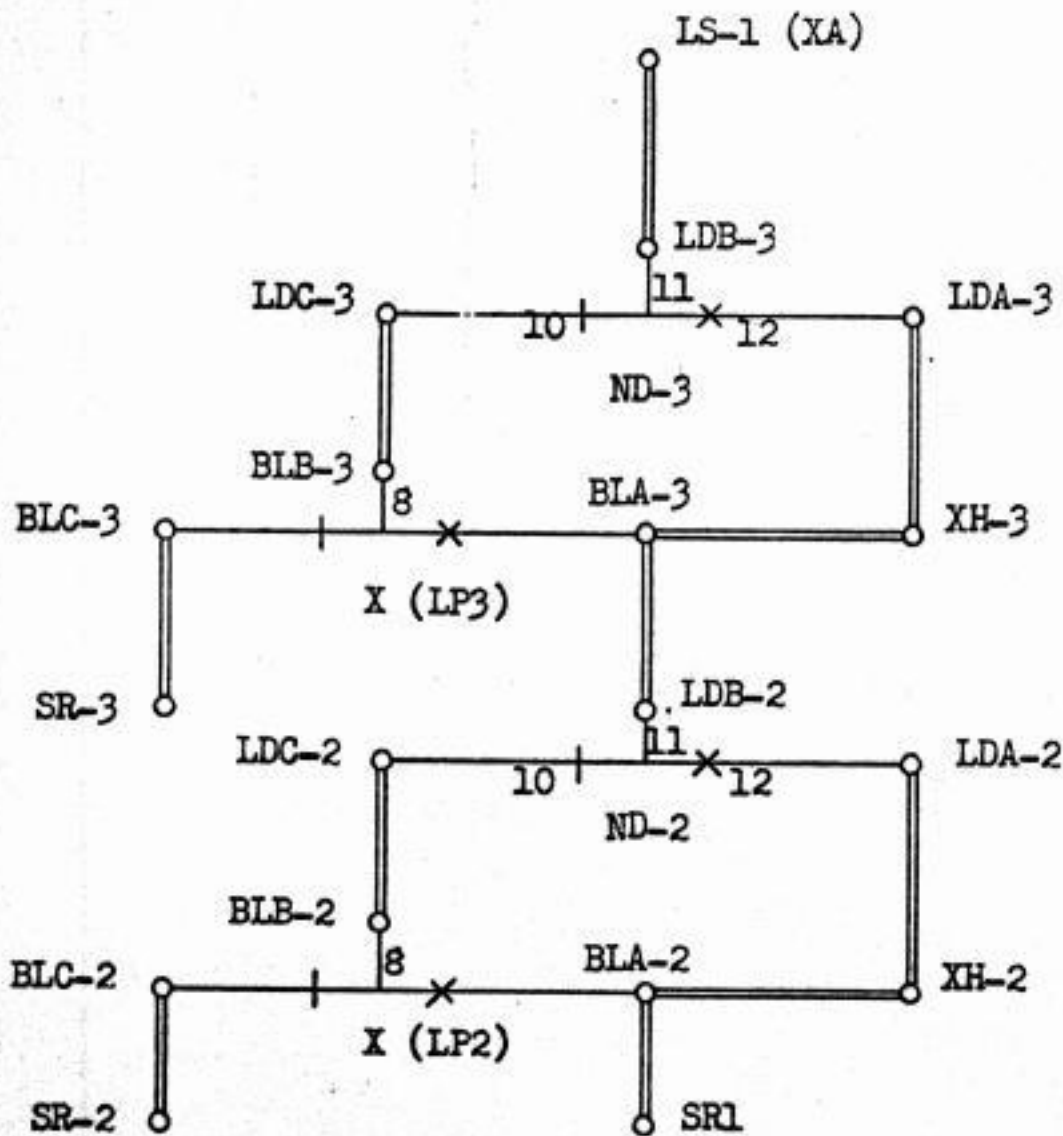 LS-1 (XA)
LDB-3
LDC-3
11
LDA-3
10
12
ND-3
BLB-3
8
BLA-3
BLC-3
XH-3
X (LP3)
SR-3
LDB-2
LDC-2
11
LDA-2
10
12
ND-2
BLB-2
8
BLA-2
BLC-2
XH-2
X (LP2)
SR-2
SR1